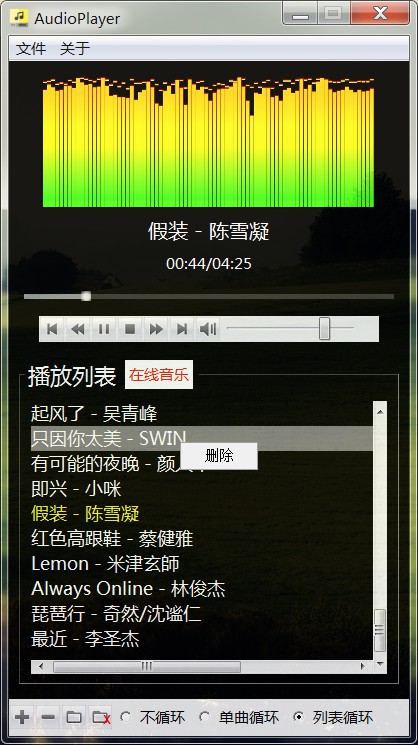 AudioPlayer
文件 关于
假装 - 陈雪凝
00:44/04:25
播放列表 在线音乐
起风了 - 吴青峰
只因你太美 - SWIN
删除
有可能的夜晚 - 颜人
即兴 - 小咪
假装 - 陈雪凝
红色高跟鞋 - 蔡健雅
Lemon - 米津玄師
Always Online - 林俊杰
琵琶行 - 奇然/沈谧仁
最近 - 李圣杰
不循环 单曲循环 列表循环